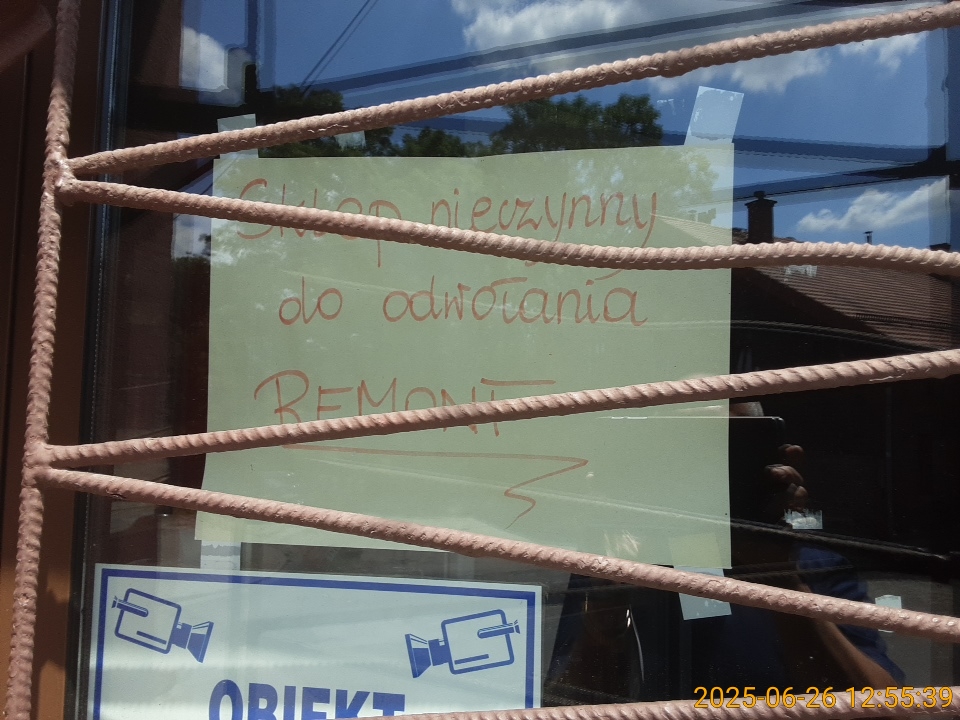 Sklep nieczynny
do odwołania
REMONT
OBIEKT
2025-06-26 12:55:39